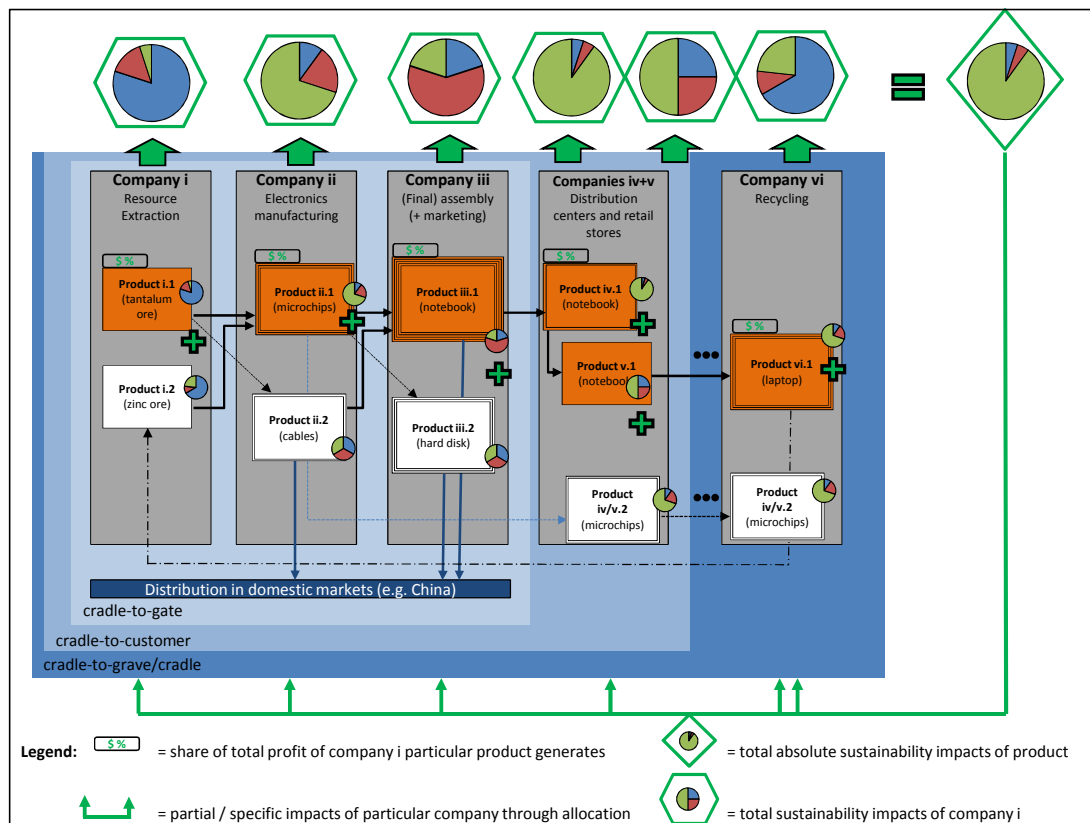 Company i
Resource
Extraction
Company ii
Electronics
manufacturing
Company iii
(Final) assembly
(+ marketing)
Companies iv+v
Distribution
centers and retail
stores
Company vi
Recycling
$ %
Product i.1
(tantalum
ore)
Product i.2
(zinc ore)
$ %
Product ii.1
(microchips)
Product ii.2
(cables)
$ %
Product iii.1
(notebook)
Product iii.2
(hard disk)
$ %
Product iv.1
(notebook)
Product v.1
(notebook)
Product
iv/v.2
(microchips)
$ %
Product vi.1
(laptop)
Product
iv/v.2
(microchips)
Distribution in domestic markets (e.g. China)
cradle-to-gate
cradle-to-customer
cradle-to-grave/cradle
Legend:
$ %
= share of total profit of company i particular product generates
= total absolute sustainability impacts of product
= partial / specific impacts of particular company through allocation
= total sustainability impacts of company i